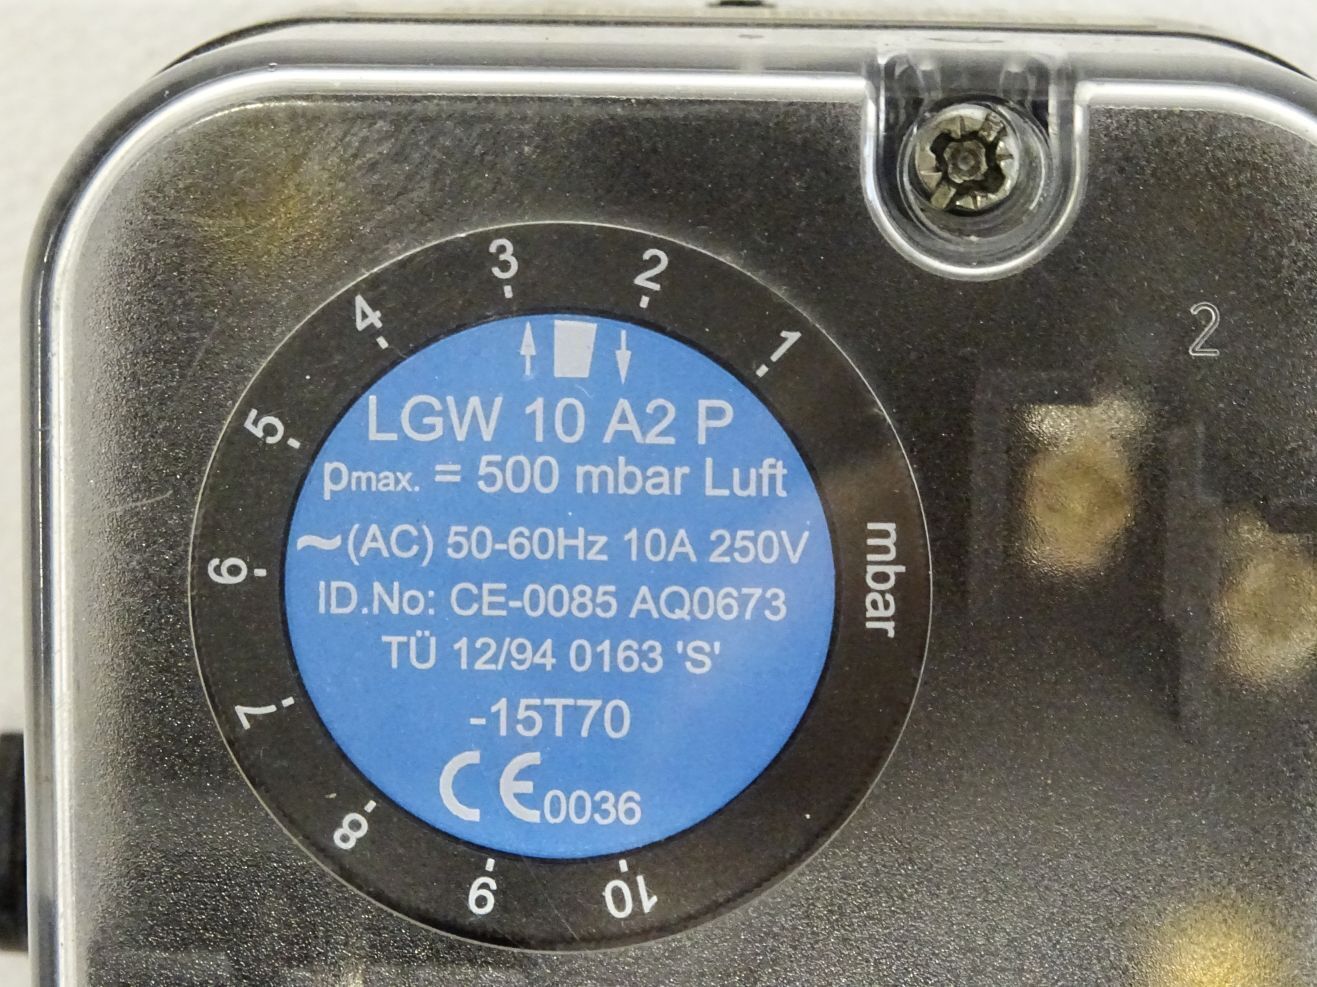 3
2
4
1
2
5
LGW 10 A2 P
pmax. = 500 mbar Luft
~(AC) 50-60Hz 10A 250V
6
ID.No: CE-0085 AQ0673
mbar
TÜ 12/94 0163 'S'
7
-15T70
CE0036
8
9
10